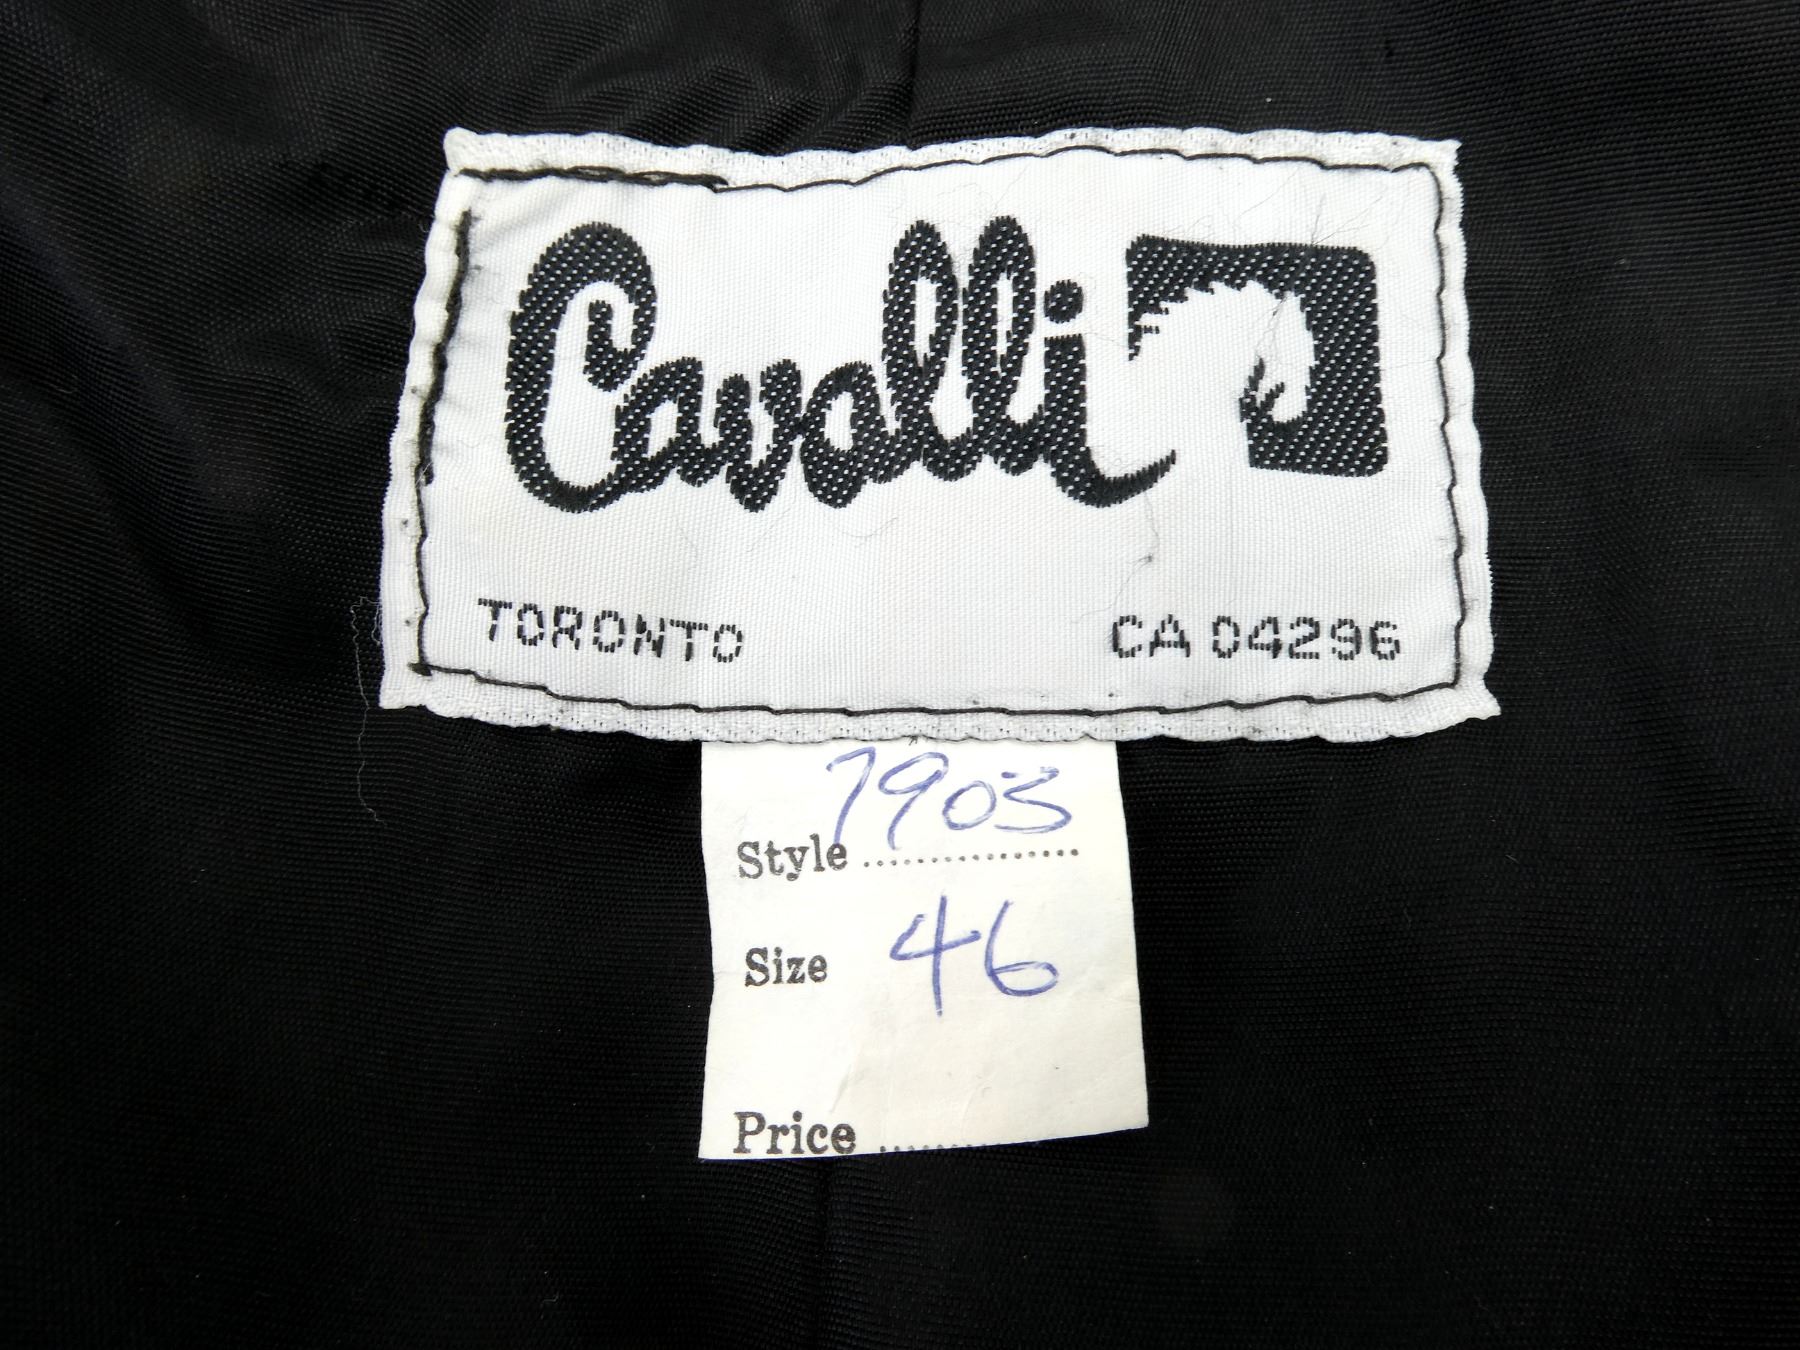 Cavalli
TORONTO CA 04296
Style 7903
Size 46
Price